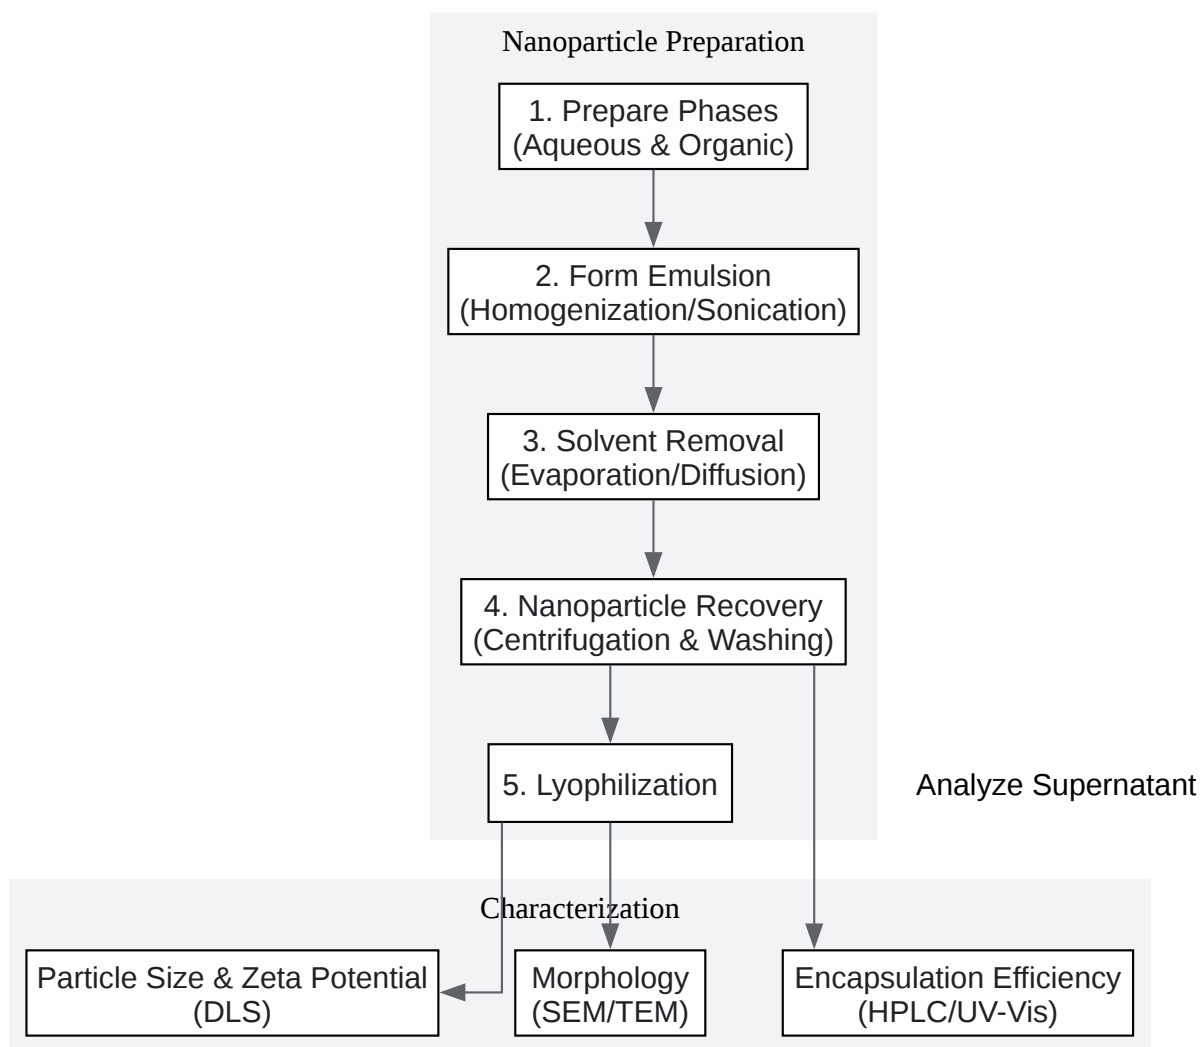 Nanoparticle Preparation
1. Prepare Phases
(Aqueous & Organic)
2. Form Emulsion
(Homogenization/Sonication)
3. Solvent Removal
(Evaporation/Diffusion)
4. Nanoparticle Recovery
(Centrifugation & Washing)
5. Lyophilization
Analyze Supernatant
Characterization
Particle Size & Zeta Potential
(DLS)
Morphology
(SEM/TEM)
Encapsulation Efficiency
(HPLC/UV-Vis)